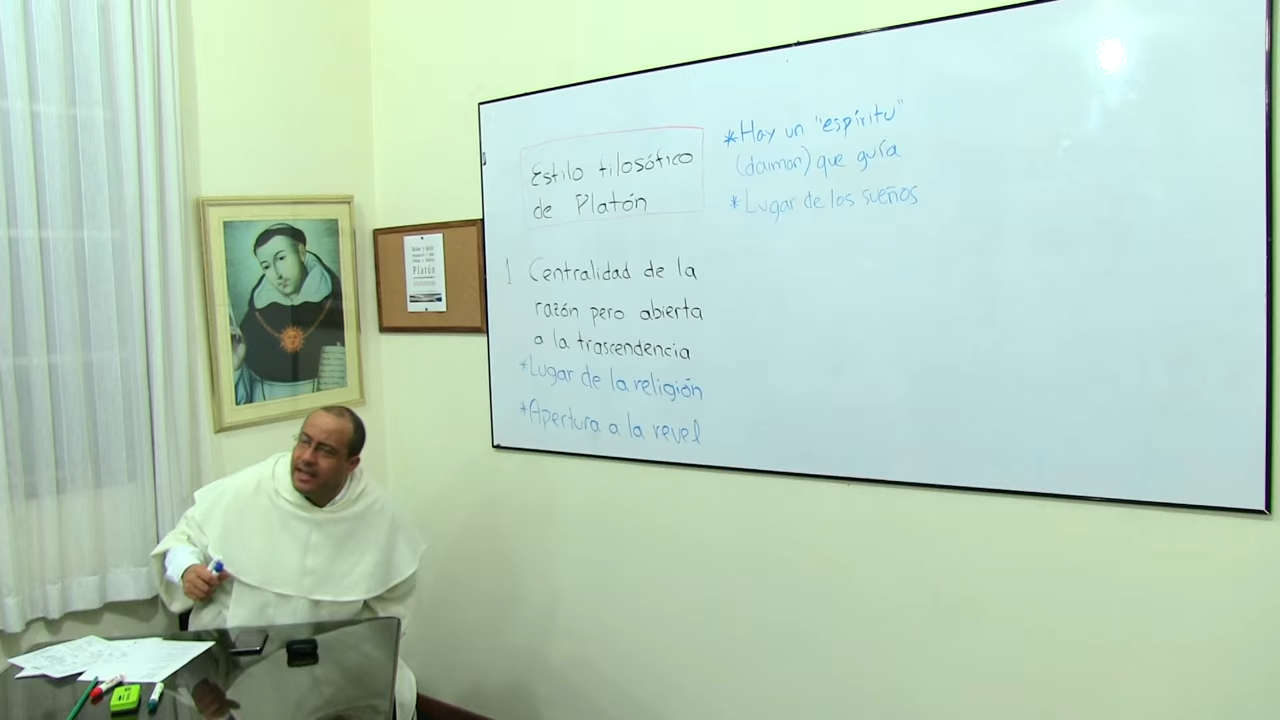 Estilo filosófico
de Platón
1 Centralidad de la
razón pero abierta
a la trascendencia
*Lugar de la religión
*Apertura a la revel
*Hay un "espíritu"
(daimon) que guía
*Lugar de los sueños
Platón